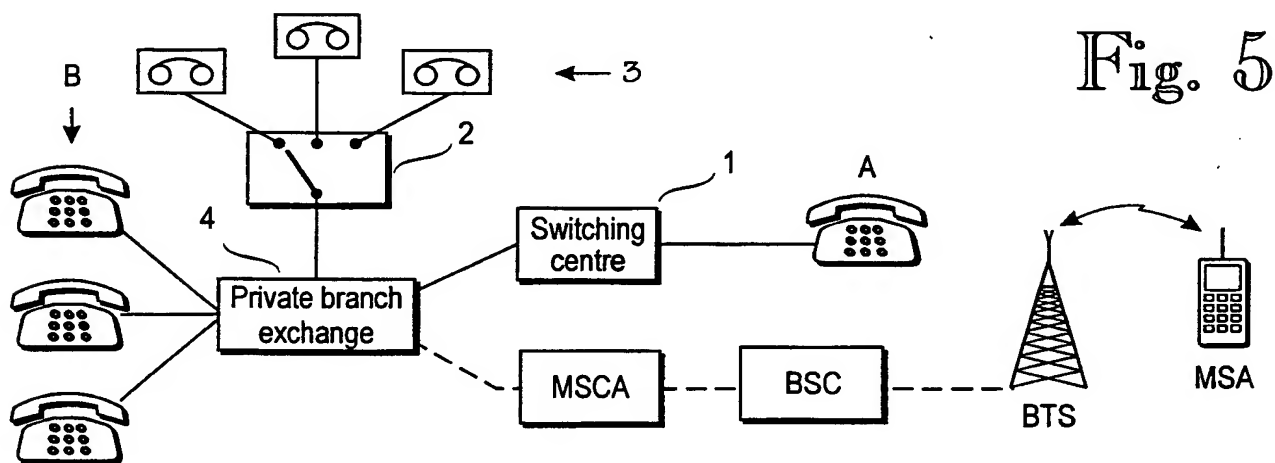 Fig. 5
3
B
2
1
A
4
Switching
centre
Private branch
exchange
MSCA
BSC
BTS
MSA